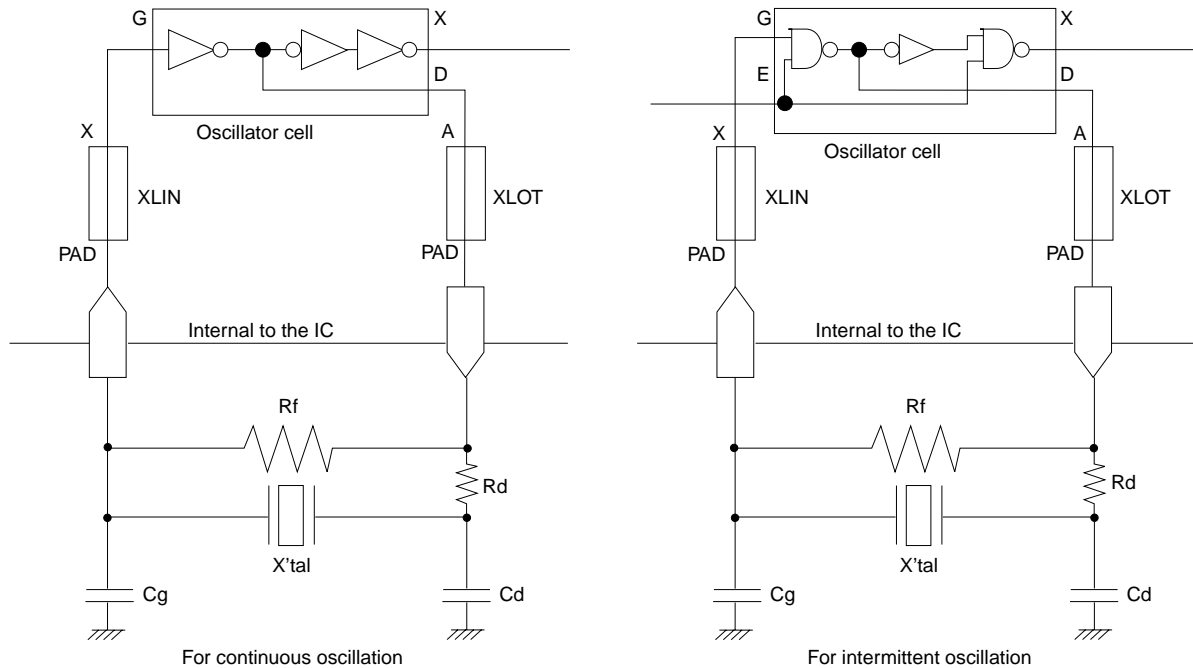 G
X
D
Oscillator cell
X
A
XLIN
XLOT
PAD
PAD
Internal to the IC
Rf
Rd
X'tal
Cg
Cd
For continuous oscillation
G
X
E
D
Oscillator cell
X
A
XLIN
XLOT
PAD
PAD
Internal to the IC
Rf
Rd
X'tal
Cg
Cd
For intermittent oscillation